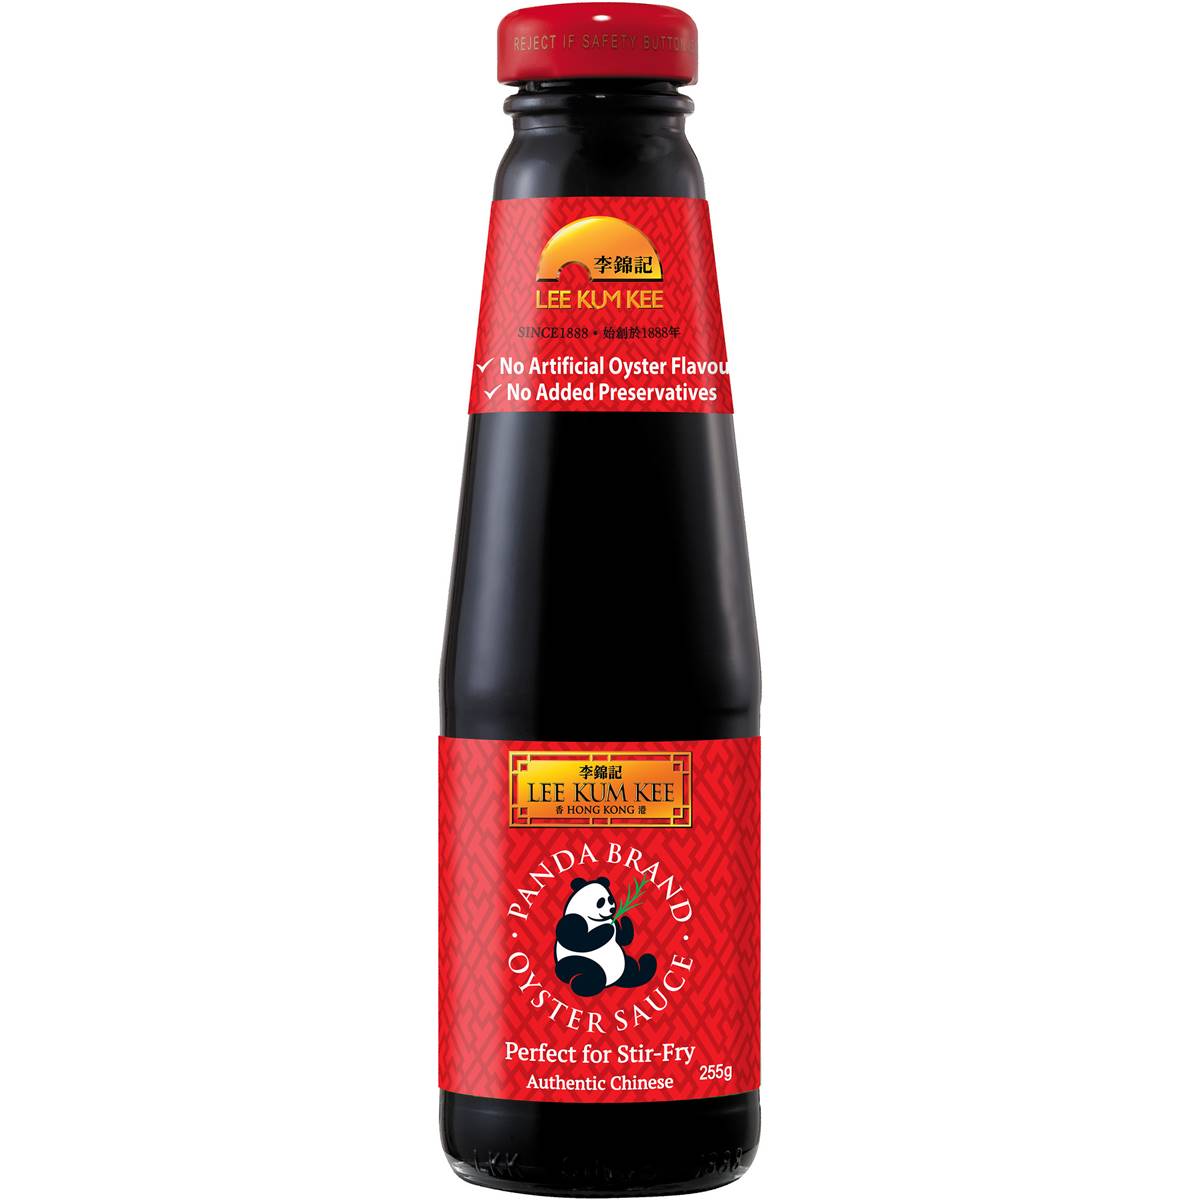 REJECT IF SAFETY BUTTON
李錦記
LEE KUM KEE
SINCE1888 • 始創於1888年
✓ No Artificial Oyster Flavou
✓ No Added Preservatives
李錦記
LEE KUM KEE
香 HONG KONG 港
PANDA BRAND
· OYSTER SAUCE ·
Perfect for Stir-Fry
255g
Authentic Chinese
LKK